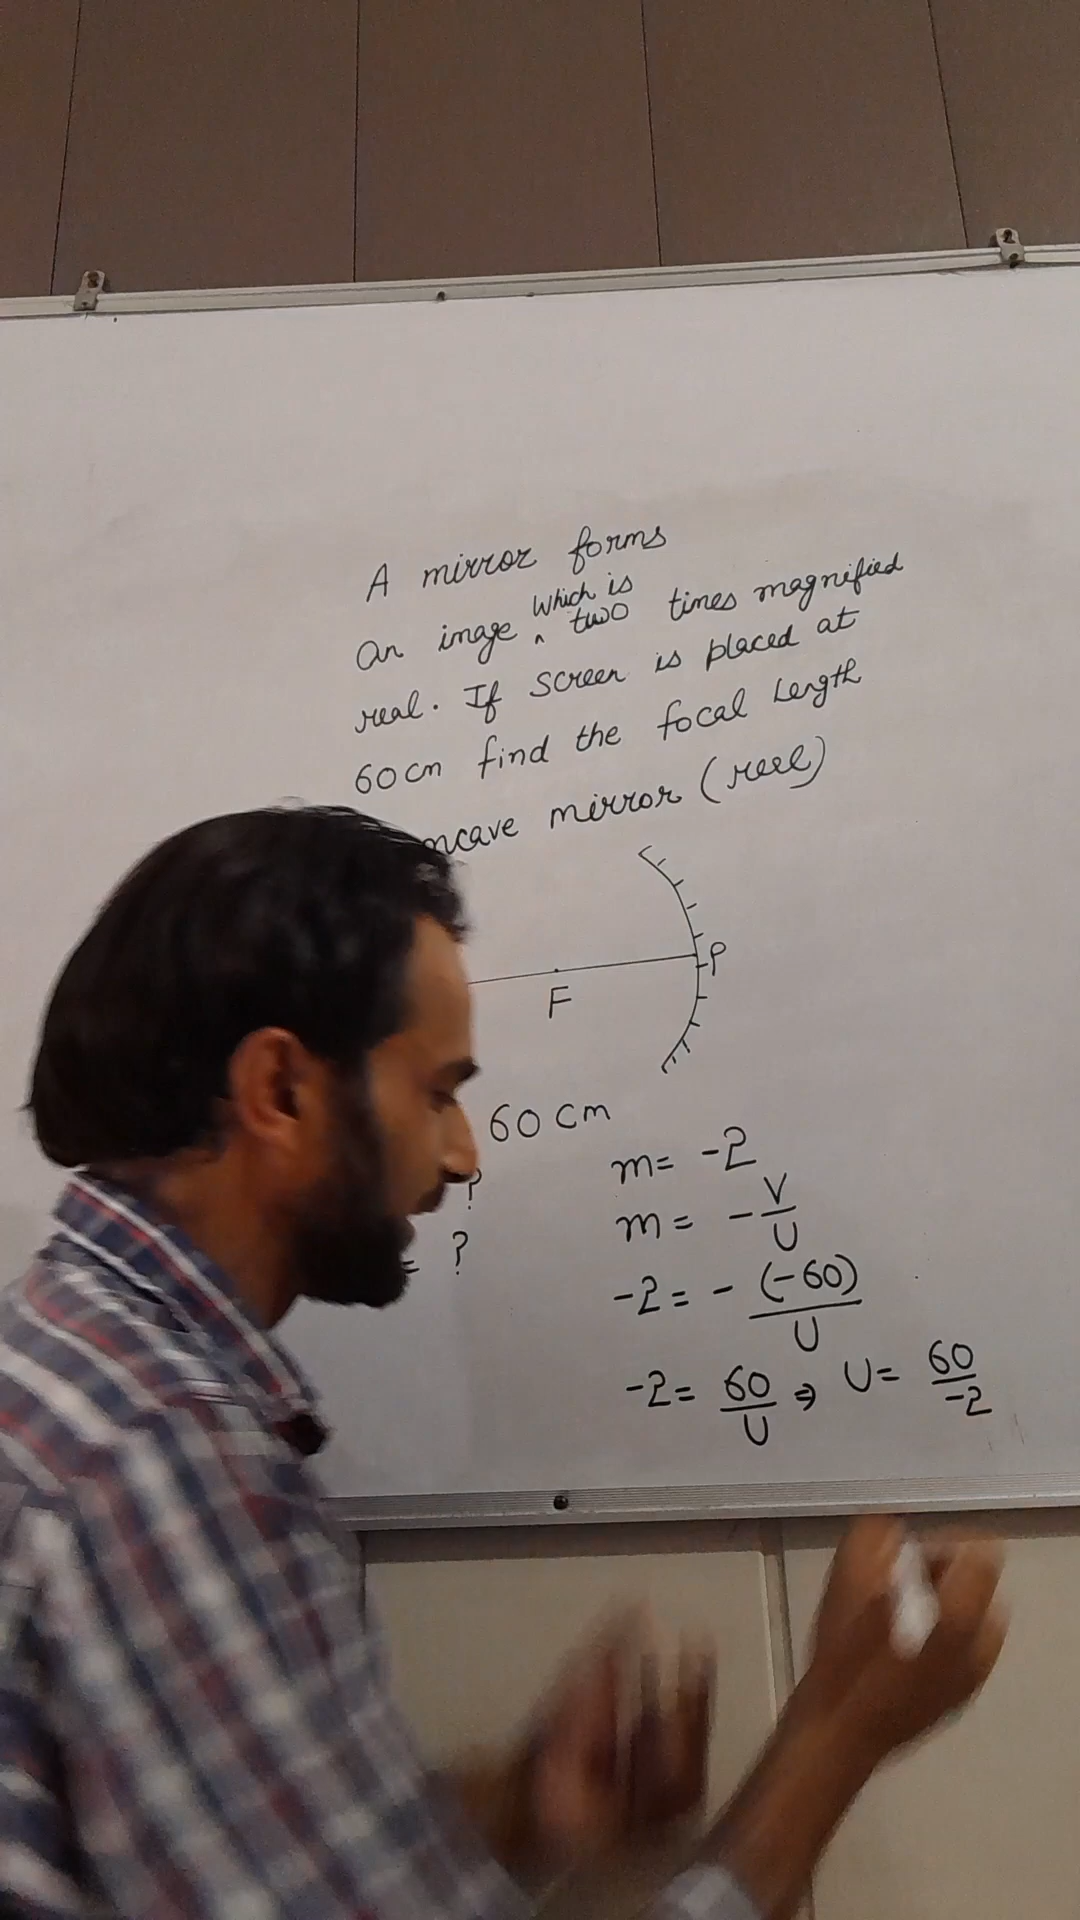 A mirror forms
an image ^ which is two times magnified
real. If screen is placed at
60cm find the focal length
mirror (real)
P
F
60 cm
?
= ?
m= -2
m = - V/U
-2 = - (-60)/U
-2 = 60/U ⇒ U = 60/-2